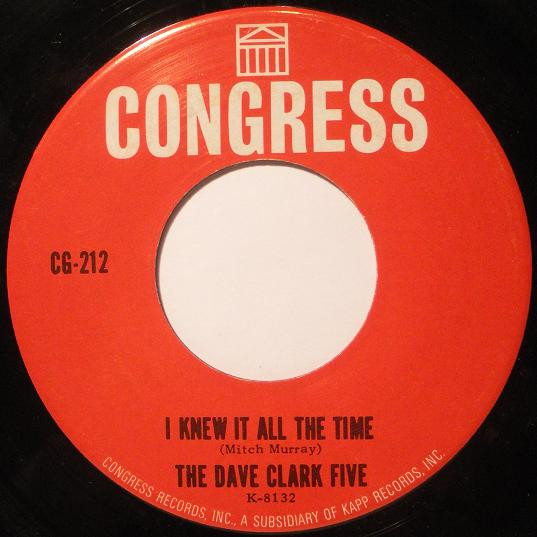 CONGRESS
CG-212
I KNEW IT ALL THE TIME
(Mitch Murray)
THE DAVE CLARK FIVE
K-8132
CONGRESS RECORDS, INC., A SUBSIDIARY OF KAPP RECORDS, INC.